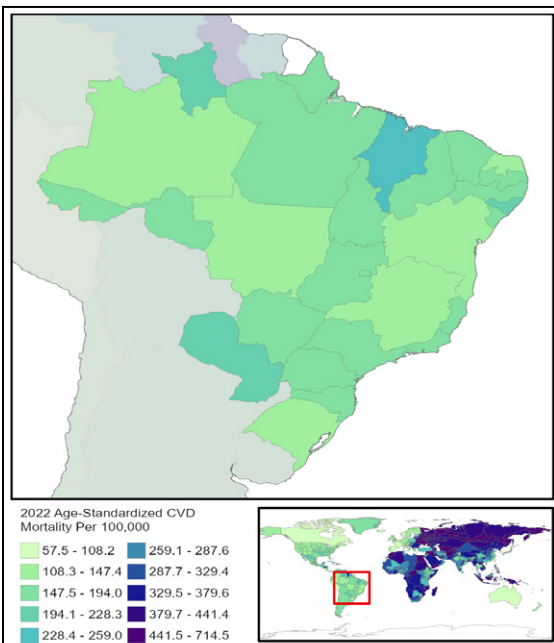 2022 Age-Standardized CVD
Mortality Per 100,000
57.5 - 108.2
108.3 - 147.4
147.5 - 194.0
194.1 - 228.3
228.4 - 259.0
259.1 - 287.6
287.7 - 329.4
329.5 - 379.6
379.7 - 441.4
441.5 - 714.5